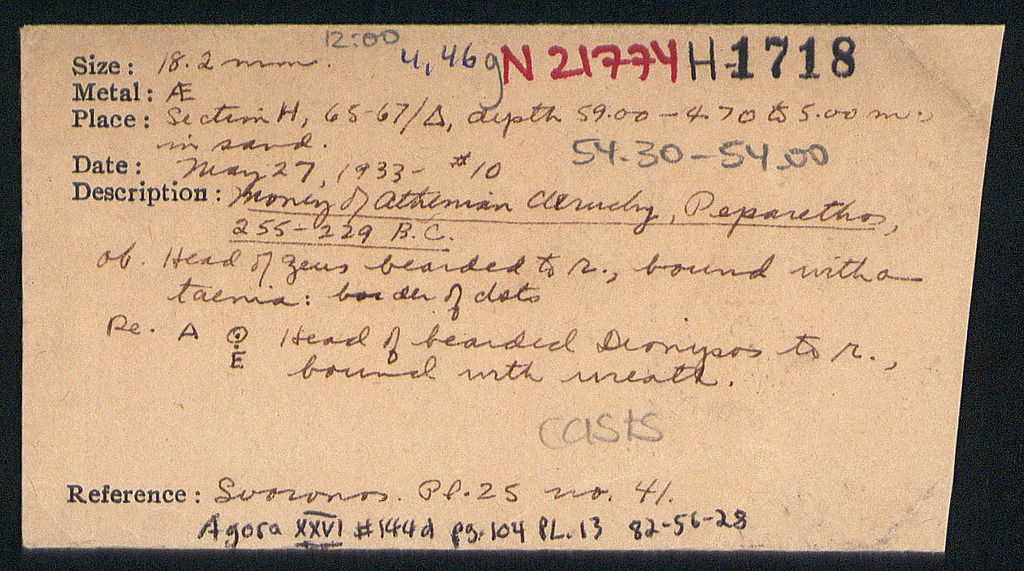 12:00
Size: 18.2 mm. 4,46g N 21774 H-1718
Metal: Æ
Place: Section H, 65-67/Δ, depth 59.00 - 4.70 to 5.00 m.
in sand. 54.30-54.00
Date: May 27, 1933 - #10
Description: Money of Athenian Cleruchy, Peparethos,
255-229 B.C.
ob. Head of Zeus bearded to r., bound with a
taenia: border of dots
Re. A Θ Head of bearded Dionysos to r.,
E bound with wreath.
casts
Reference: Svoronos. Pl. 25 no. 41.
Agora XXVI #144d pg. 104 PL. 13 82-56-28